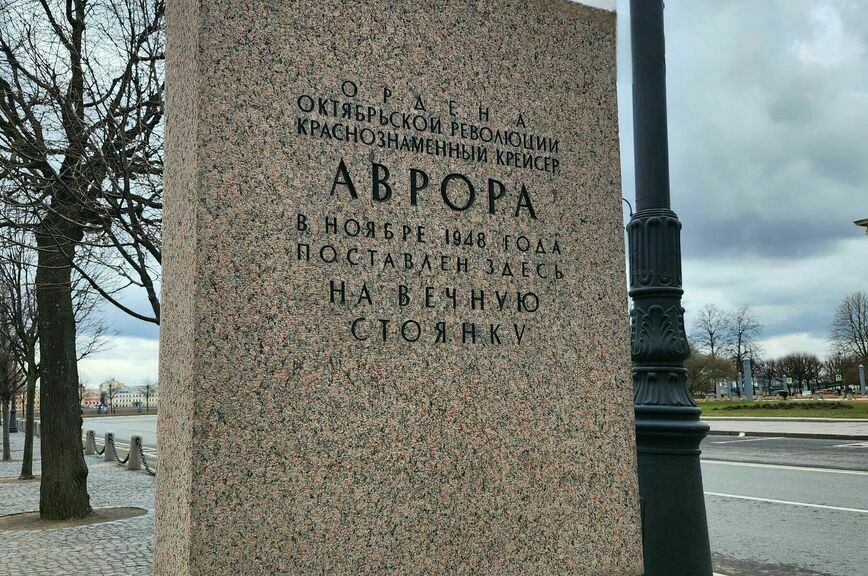 ОРДЕНА
ОКТЯБРЬСКОЙ РЕВОЛЮЦИИ
КРАСНОЗНАМЕННЫЙ КРЕЙСЕР
АВРОРА
В НОЯБРЕ 1948 ГОДА
ПОСТАВЛЕН ЗДЕСЬ
НА ВЕЧНУЮ
СТОЯНКУ